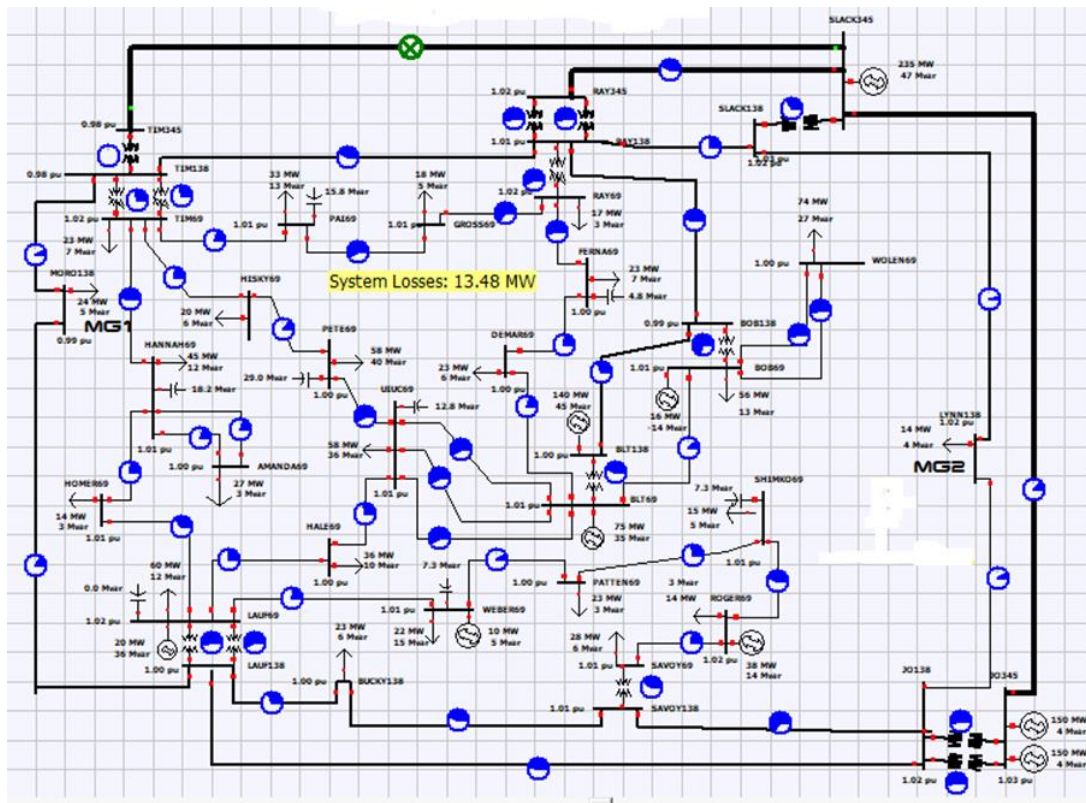 SLACK345
235 MW
47 Mvar
1.02 pu
RAY345
SLACK138
0.98 pu
TIM345
1.01 pu
RAY138
1.02 pu
0.98 pu
TIM138
33 MW
13 Mvar
15.8 Mvar
18 MW
5 Mvar
1.02 pu
RAY69
74 MW
27 Mvar
1.02 pu
TIM69
1.01 pu
PAI69
1.01 pu
GROSS69
17 MW
3 Mvar
23 MW
7 Mvar
FERNA69
1.00 pu
WOLEN69
MORO138
HISKY69
System Losses: 13.48 MW
23 MW
7 Mvar
4.8 Mvar
24 MW
5 Mvar
MG1
0.99 pu
20 MW
6 Mvar
PETE69
1.00 pu
0.99 pu
BOB138
DEMAR69
HANNAH69
45 MW
12 Mvar
58 MW
40 Mvar
23 MW
6 Mvar
1.01 pu
BOB69
29.0 Mvar
UIUC69
1.00 pu
140 MW
45 Mvar
16 MW
-14 Mvar
56 MW
13 Mvar
18.2 Mvar
1.00 pu
12.8 Mvar
LYNN138
1.02 pu
14 MW
4 Mvar
MG2
1.01 pu
58 MW
36 Mvar
1.00 pu
BLT138
1.00 pu
AMANDA69
HOMER69
27 MW
3 Mvar
1.01 pu
1.01 pu
BLT69
SHIMKO69
7.3 Mvar
15 MW
5 Mvar
14 MW
3 Mvar
1.01 pu
HALE69
75 MW
35 Mvar
60 MW
12 Mvar
36 MW
10 Mvar
7.3 Mvar
1.00 pu
1.01 pu
0.0 Mvar
1.00 pu
PATTEN69
3 Mvar
14 MW
ROGER69
1.02 pu
LAUF69
1.01 pu
WEBER69
23 MW
3 Mvar
20 MW
36 Mvar
23 MW
6 Mvar
22 MW
15 Mvar
10 MW
5 Mvar
28 MW
6 Mvar
1.02 pu
38 MW
14 Mvar
1.00 pu
LAUF138
1.00 pu
BUCKY138
1.01 pu
SAVOY69
JO138
JO345
1.01 pu
SAVOY138
150 MW
4 Mvar
150 MW
4 Mvar
1.02 pu
1.03 pu